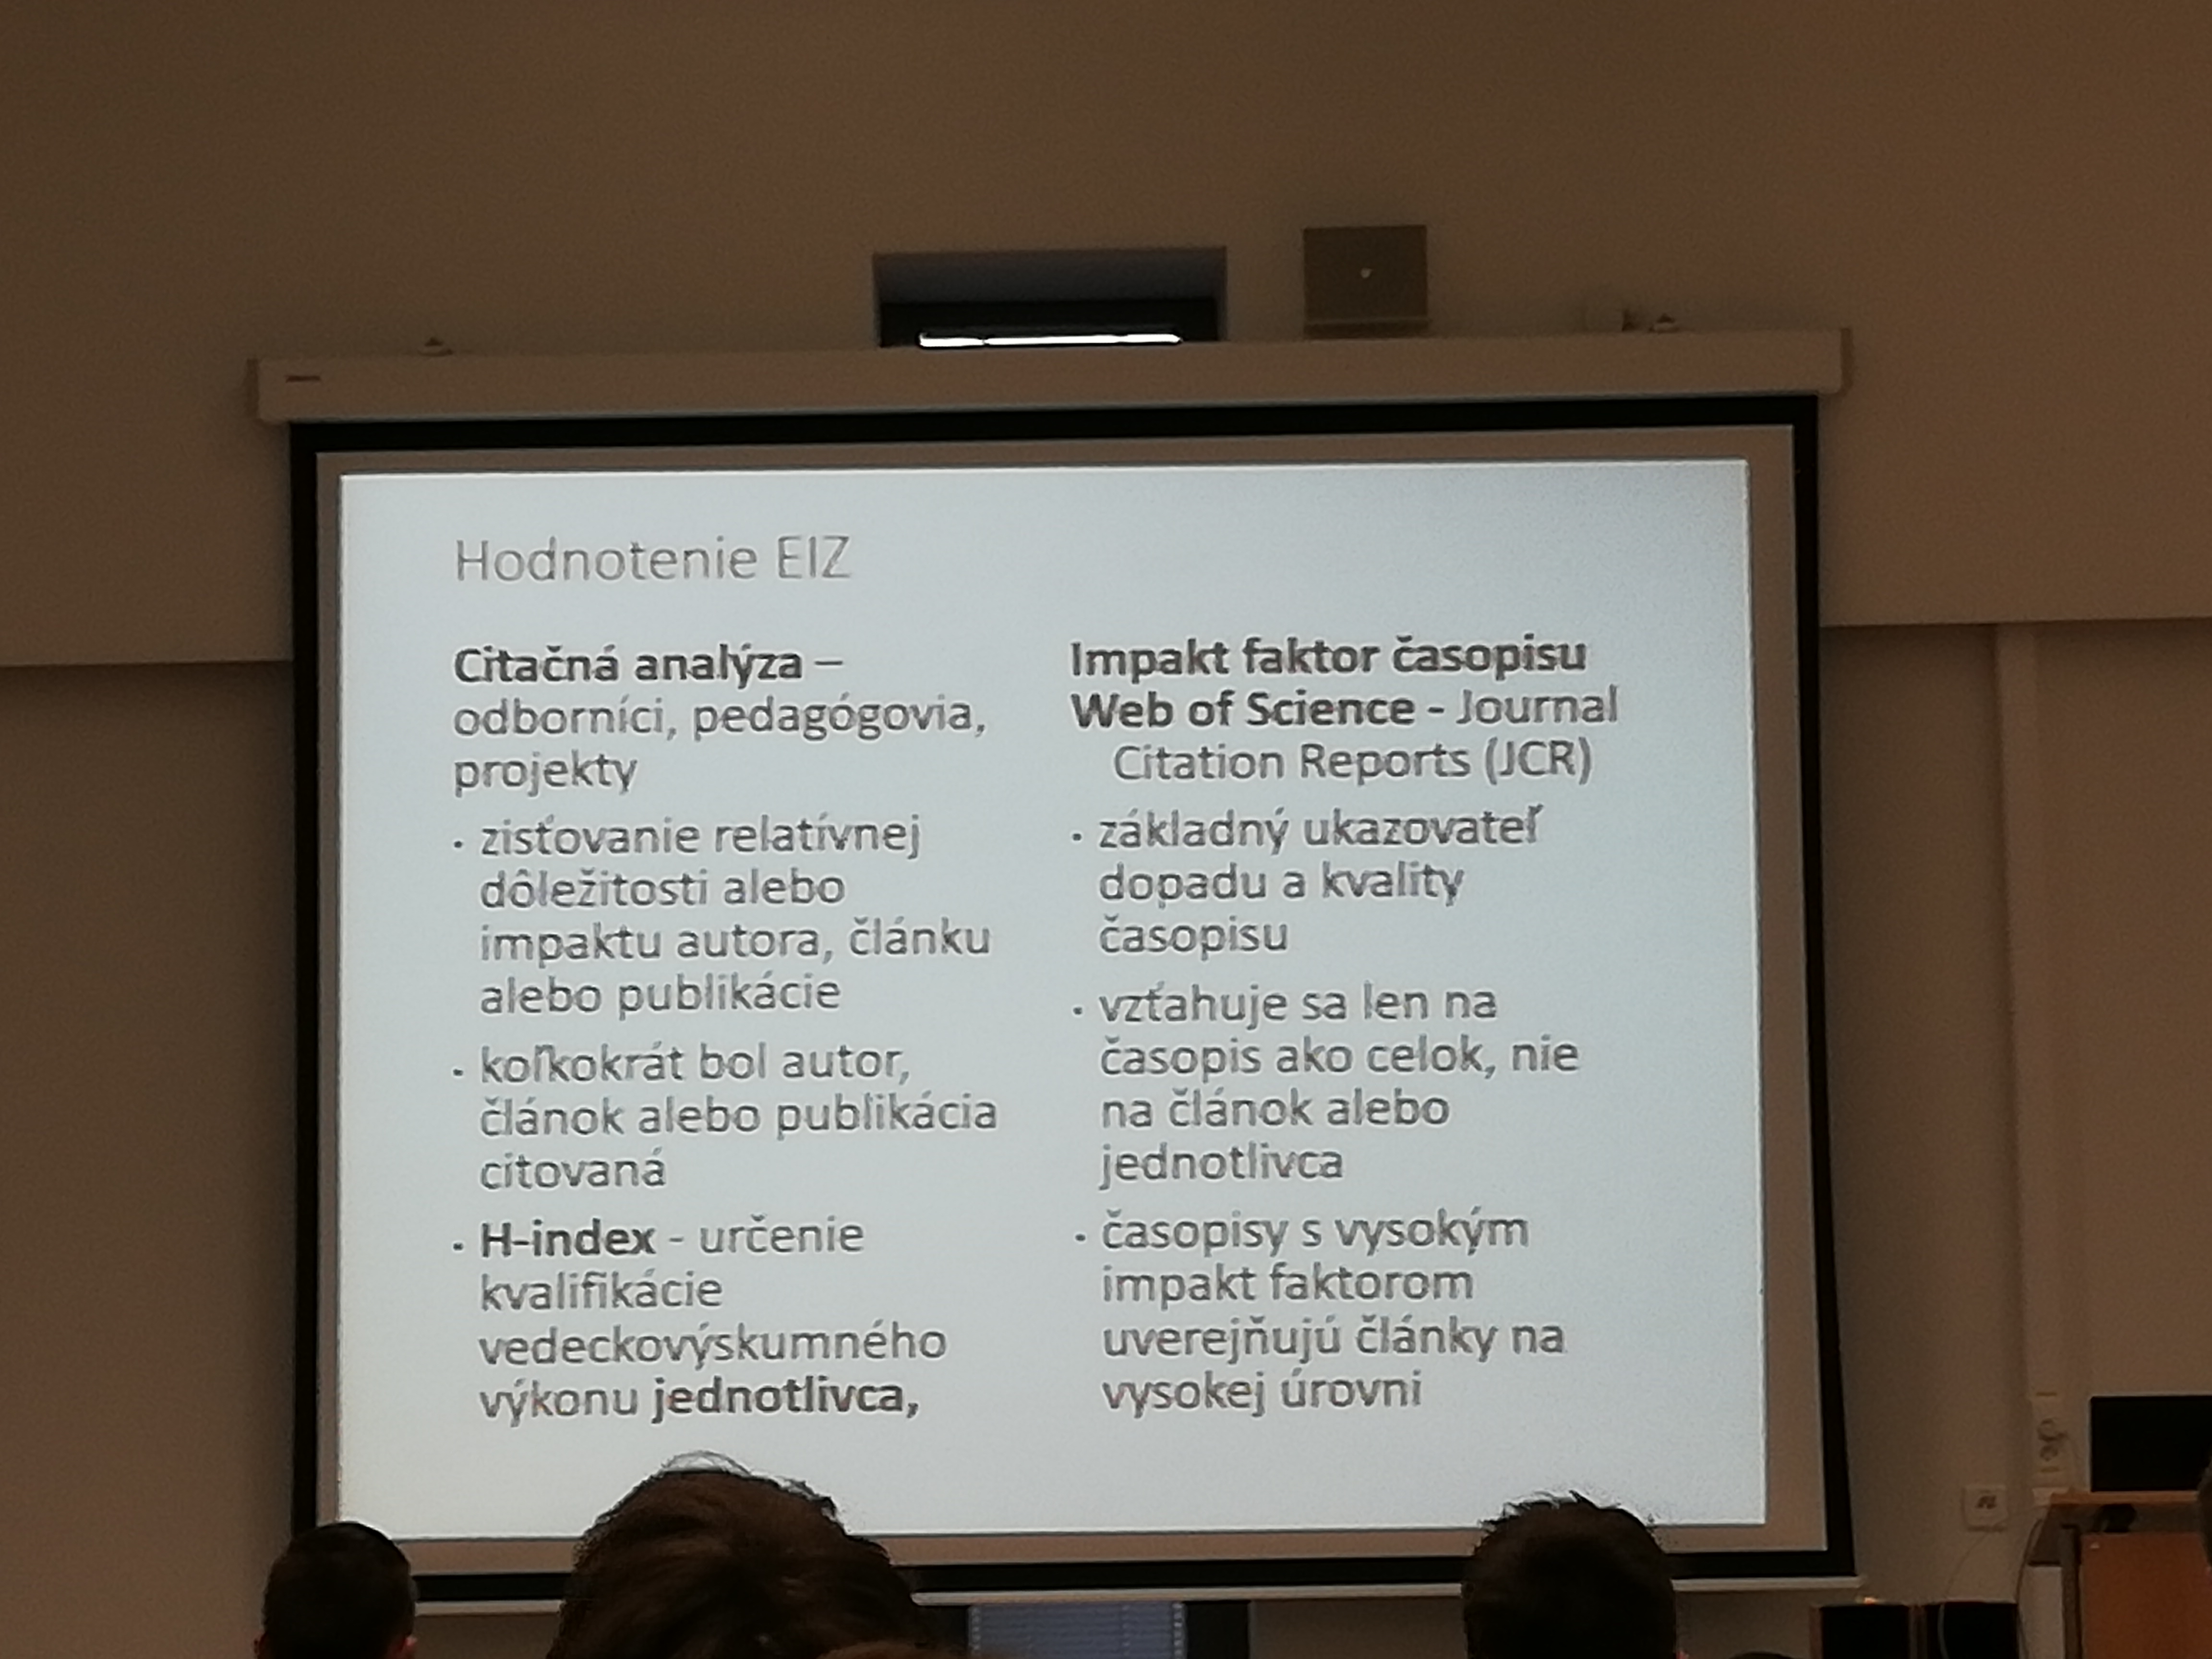 Hodnotenie EIZ
Citačná analýza –
odborníci, pedagógovia,
projekty
· zisťovanie relatívnej
dôležitosti alebo
impaktu autora, článku
alebo publikácie
· koľkokrát bol autor,
článok alebo publikácia
citovaná
· H-index - určenie
kvalifikácie
vedeckovýskumného
výkonu jednotlivca,
Impakt faktor časopisu
Web of Science - Journal
Citation Reports (JCR)
· základný ukazovateľ
dopadu a kvality
časopisu
· vzťahuje sa len na
časopis ako celok, nie
na článok alebo
jednotlivca
· časopisy s vysokým
impakt faktorom
uverejňujú články na
vysokej úrovni